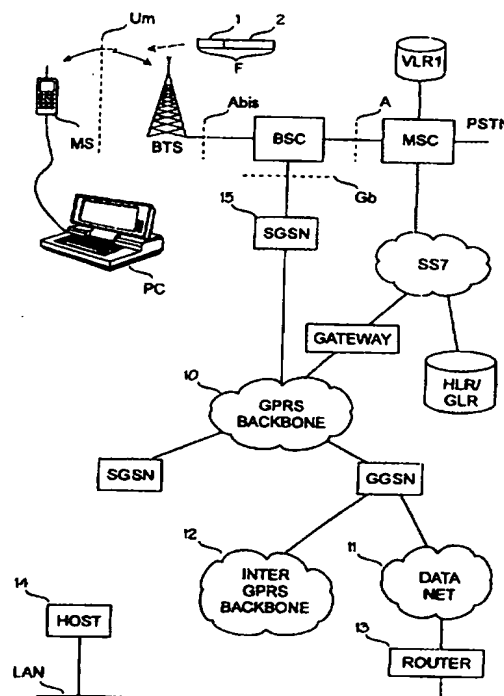 Um
1 2
F
VLR1
Abis
A
PSTN
MS
BTS
BSC
MSC
Gb
15
SGSN
SS7
PC
GATEWAY
10
GPRS
BACKBONE
HLR/
GLR
SGSN
GGSN
12
11
INTER
GPRS
BACKBONE
DATA
NET
14
HOST
13
ROUTER
LAN